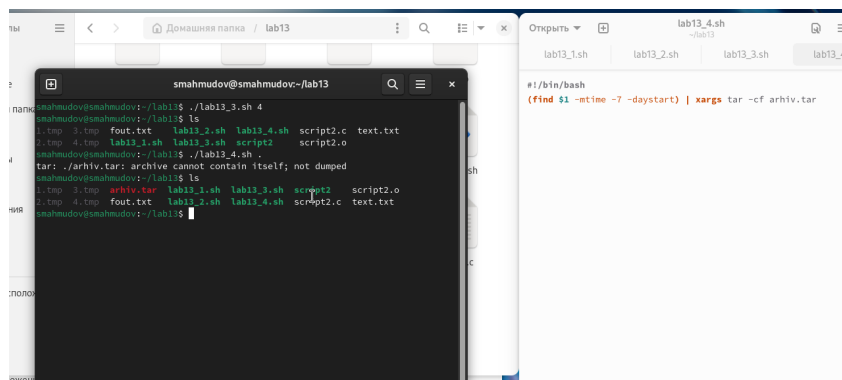 Домашняя папка / lab13
smahmudov@smahmudov:~/lab13
smahmudov@smahmudov:~/lab13$ ./lab13_3.sh 4
smahmudov@smahmudov:~/lab13$ ls
1.tmp 3.tmp fout.txt lab13_2.sh lab13_4.sh script2.c text.txt
2.tmp 4.tmp lab13_1.sh lab13_3.sh script2 script2.o
smahmudov@smahmudov:~/lab13$ ./lab13_4.sh .
tar: ./arhiv.tar: archive cannot contain itself; not dumped
smahmudov@smahmudov:~/lab13$ ls
1.tmp 3.tmp arhiv.tar lab13_1.sh lab13_3.sh script2 script2.o
2.tmp 4.tmp fout.txt lab13_2.sh lab13_4.sh script2.c text.txt
smahmudov@smahmudov:~/lab13$
Открыть
lab13_4.sh
~/lab13
lab13_1.sh lab13_2.sh lab13_3.sh lab13_4
#!/bin/bash
(find $1 -mtime -7 -daystart) | xargs tar -cf arhiv.tar